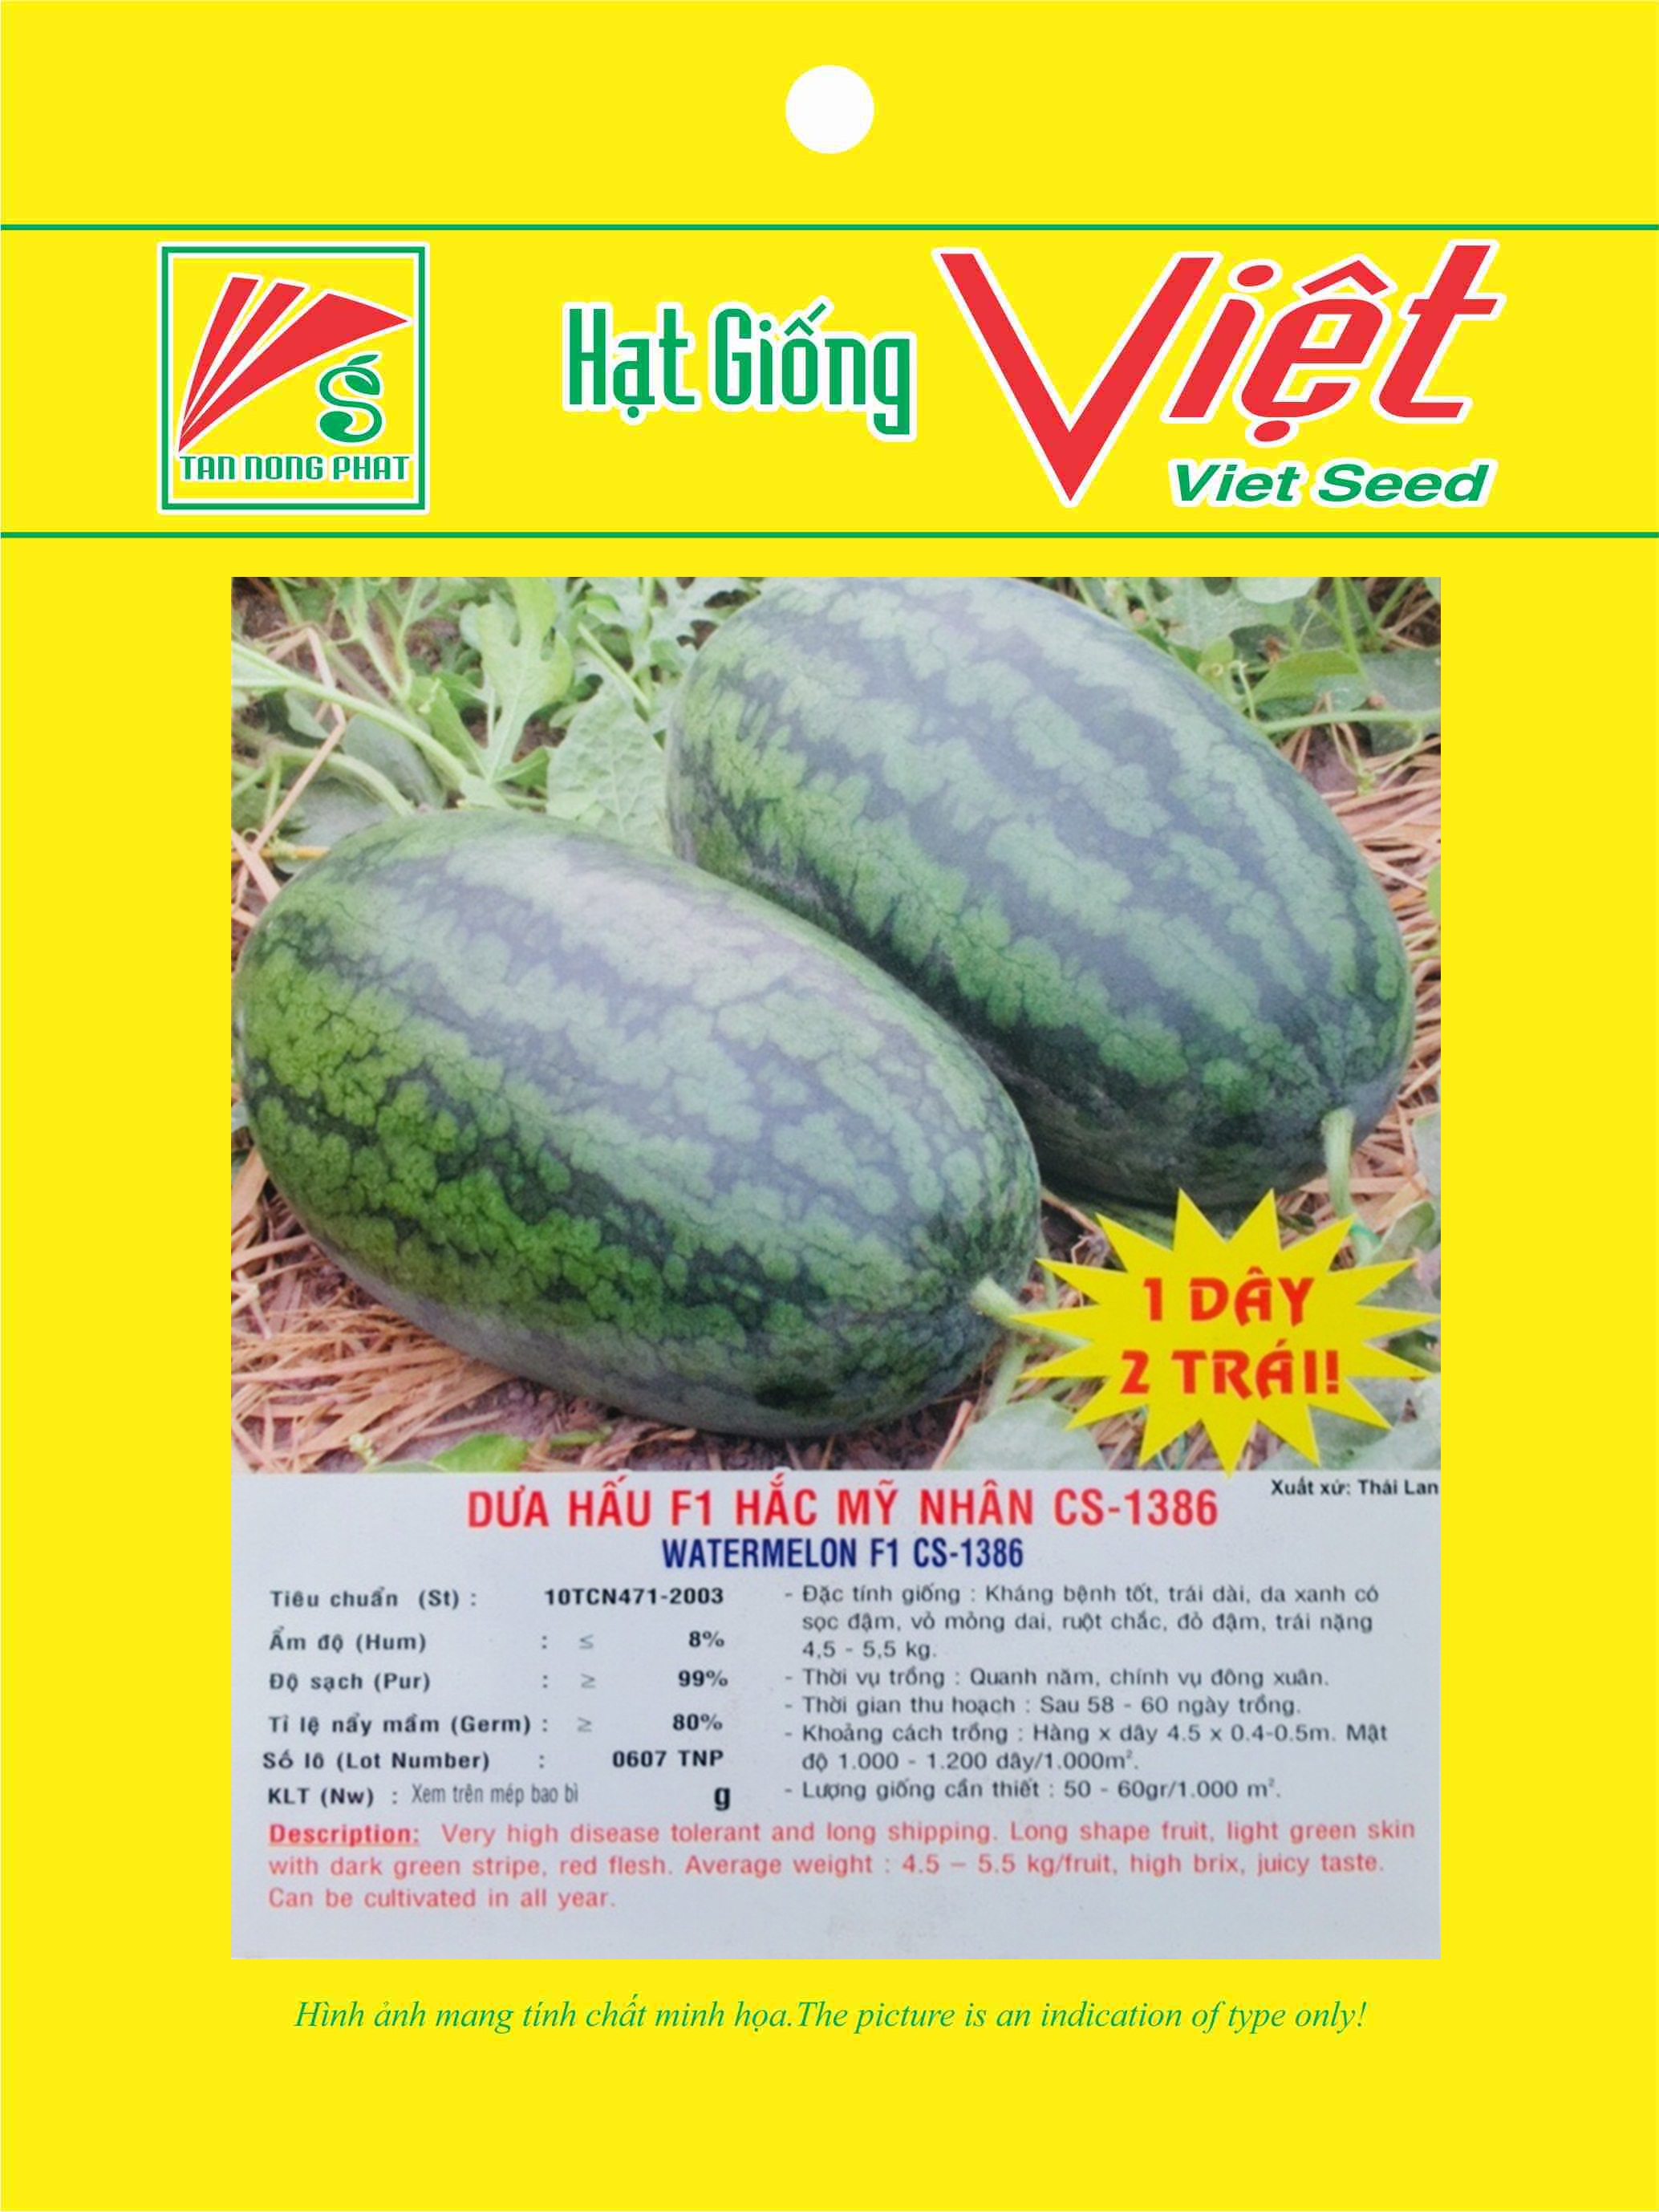 TAN NONG PHAT
Hạt Giống Việt
Viet Seed
1 DÂY
2 TRÁI!
Xuất xứ: Thái Lan
DƯA HẤU F1 HẮC MỸ NHÂN CS-1386
WATERMELON F1 CS-1386
Tiêu chuẩn (St) : 10TCN471-2003
Ẩm độ (Hum) : ≤ 8%
Độ sạch (Pur) : ≥ 99%
Tỉ lệ nẩy mầm (Germ) : ≥ 80%
Số lô (Lot Number) : 0607 TNP
KLT (Nw) : Xem trên mép bao bì g
- Đặc tính giống : Kháng bệnh tốt, trái dài, da xanh có
sọc đậm, vỏ mỏng dai, ruột chắc, đỏ đậm, trái nặng
4,5 - 5,5 kg.
- Thời vụ trồng : Quanh năm, chính vụ đông xuân.
- Thời gian thu hoạch : Sau 58 - 60 ngày trồng.
- Khoảng cách trồng : Hàng x dây 4.5 x 0.4-0.5m. Mật
độ 1.000 - 1.200 dây/1.000m².
- Lượng giống cần thiết : 50 - 60gr/1.000 m².
Description: Very high disease tolerant and long shipping. Long shape fruit, light green skin
with dark green stripe, red flesh. Average weight : 4.5 – 5.5 kg/fruit, high brix, juicy taste.
Can be cultivated in all year.
Hình ảnh mang tính chất minh họa.The picture is an indication of type only!